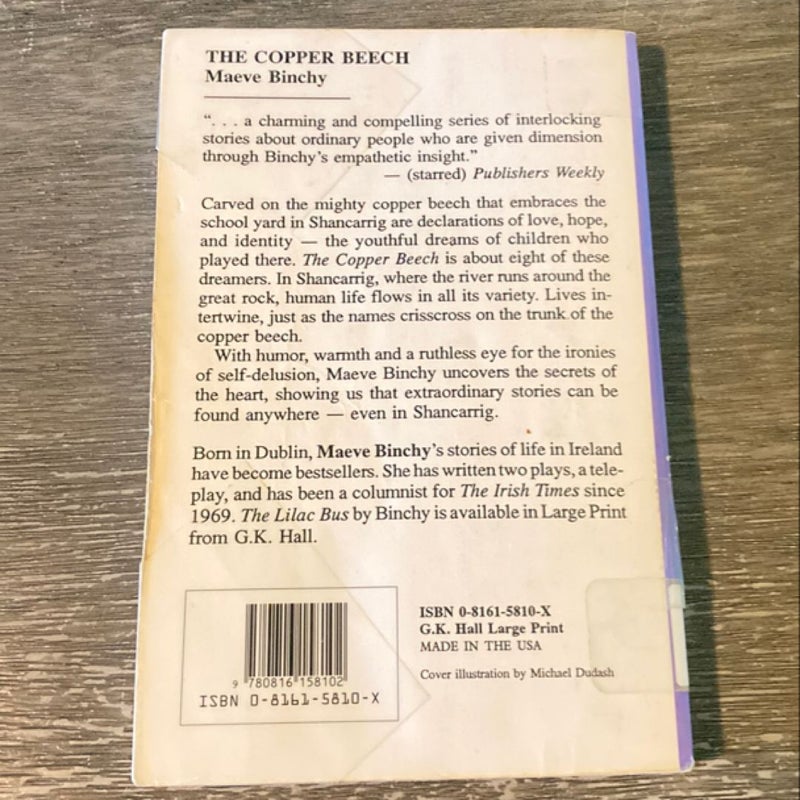 THE COPPER BEECH
Maeve Binchy
“. . . a charming and compelling series of interlocking
stories about ordinary people who are given dimension
through Binchy’s empathetic insight.”
— (starred) Publishers Weekly
Carved on the mighty copper beech that embraces the
school yard in Shancarrig are declarations of love, hope,
and identity — the youthful dreams of children who
played there. The Copper Beech is about eight of these
dreamers. In Shancarrig, where the river runs around the
great rock, human life flows in all its variety. Lives in-
tertwine, just as the names crisscross on the trunk of the
copper beech.
With humor, warmth and a ruthless eye for the ironies
of self-delusion, Maeve Binchy uncovers the secrets of
the heart, showing us that extraordinary stories can be
found anywhere — even in Shancarrig.
Born in Dublin, Maeve Binchy’s stories of life in Ireland
have become bestsellers. She has written two plays, a tele-
play, and has been a columnist for The Irish Times since
1969. The Lilac Bus by Binchy is available in Large Print
from G.K. Hall.
9 780816 158102
ISBN 0-8161-5810-X
ISBN 0-8161-5810-X
G.K. Hall Large Print
MADE IN THE USA
Cover illustration by Michael Dudash